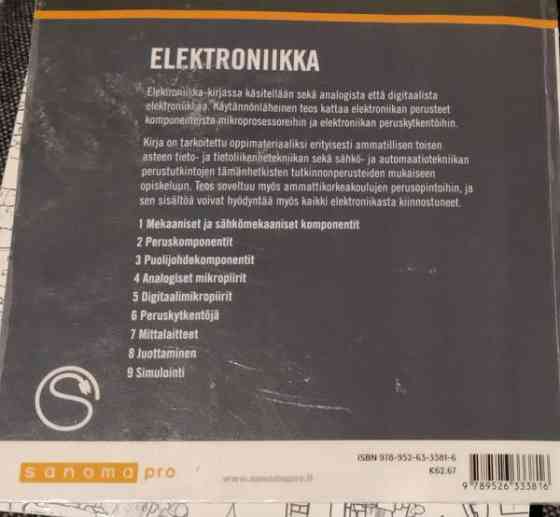 ELEKTRONIIKKA
Elektroniikka-kirjassa käsitellään sekä analogista että digitaalista
elektroniikkaa. Käytännönläheinen teos kattaa elektroniikan perusteet
komponenteista mikroprosessoreihin ja elektroniikan peruskytkentöihin.
Kirja on tarkoitettu oppimateriaaliksi erityisesti ammatillisen toisen
asteen tieto- ja tietoliikennetekniikan sekä sähkö- ja automaatiotekniikan
perustutkintojen tämänhetkisten tutkinnonperusteiden mukaiseen
opiskeluun. Teos soveltuu myös ammattikorkeakoulujen perusopintoihin, ja
sen sisältöä voivat hyödyntää myös kaikki elektroniikasta kiinnostuneet.
1 Mekaaniset ja sähkömekaaniset komponentit
2 Peruskomponentit
3 Puolijohdekomponentit
4 Analogiset mikropiirit
5 Digitaalimikropiirit
6 Peruskytkentöjä
7 Mittalaitteet
8 Juottaminen
9 Simulointi
S
sanoma pro
www.sanomapro.fi
ISBN 978-952-63-3381-6
K62.67
9 789526 333816